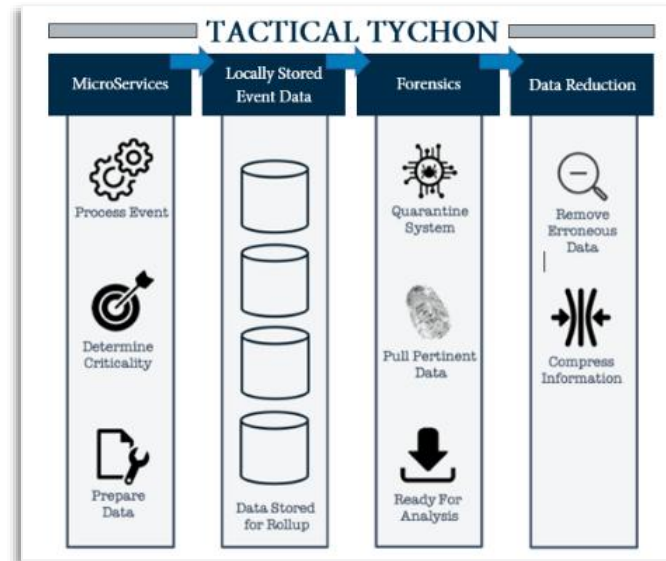 TACTICAL TYCHON
MicroServices
Locally Stored
Event Data
Forensics
Data Reduction
Process Event
Determine
Criticality
Prepare
Data
Data Stored
for Rollup
Quarantine
System
Pull Pertinent
Data
Ready For
Analysis
Remove
Erroneous
Data
Compress
Information